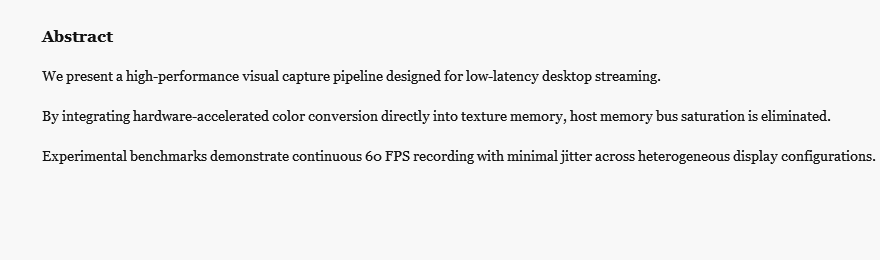 Abstract
We present a high-performance visual capture pipeline designed for low-latency desktop streaming.
By integrating hardware-accelerated color conversion directly into texture memory, host memory bus saturation is eliminated.
Experimental benchmarks demonstrate continuous 60 FPS recording with minimal jitter across heterogeneous display configurations.